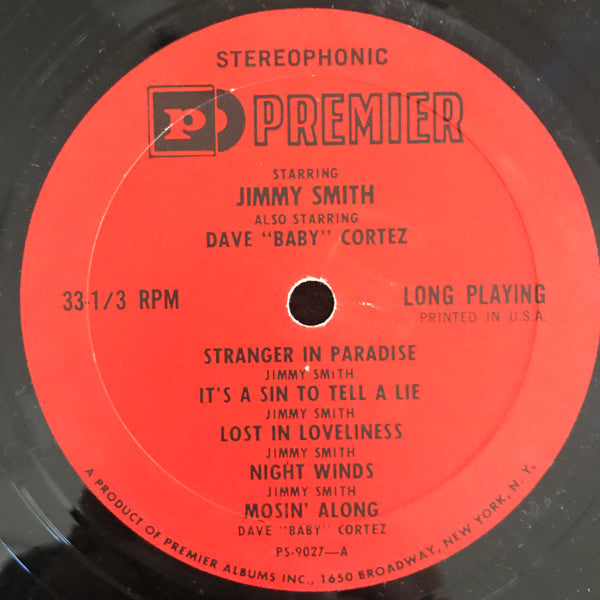 STEREOPHONIC
P PREMIER
STARRING
JIMMY SMITH
ALSO STARRING
DAVE "BABY" CORTEZ
33-1/3 RPM
LONG PLAYING
PRINTED IN U.S.A.
STRANGER IN PARADISE
JIMMY SMITH
IT'S A SIN TO TELL A LIE
JIMMY SMITH
LOST IN LOVELINESS
JIMMY SMITH
NIGHT WINDS
JIMMY SMITH
MOSIN' ALONG
DAVE "BABY" CORTEZ
PS-9027—A
A PRODUCT OF PREMIER ALBUMS INC., 1650 BROADWAY, NEW YORK, N. Y.